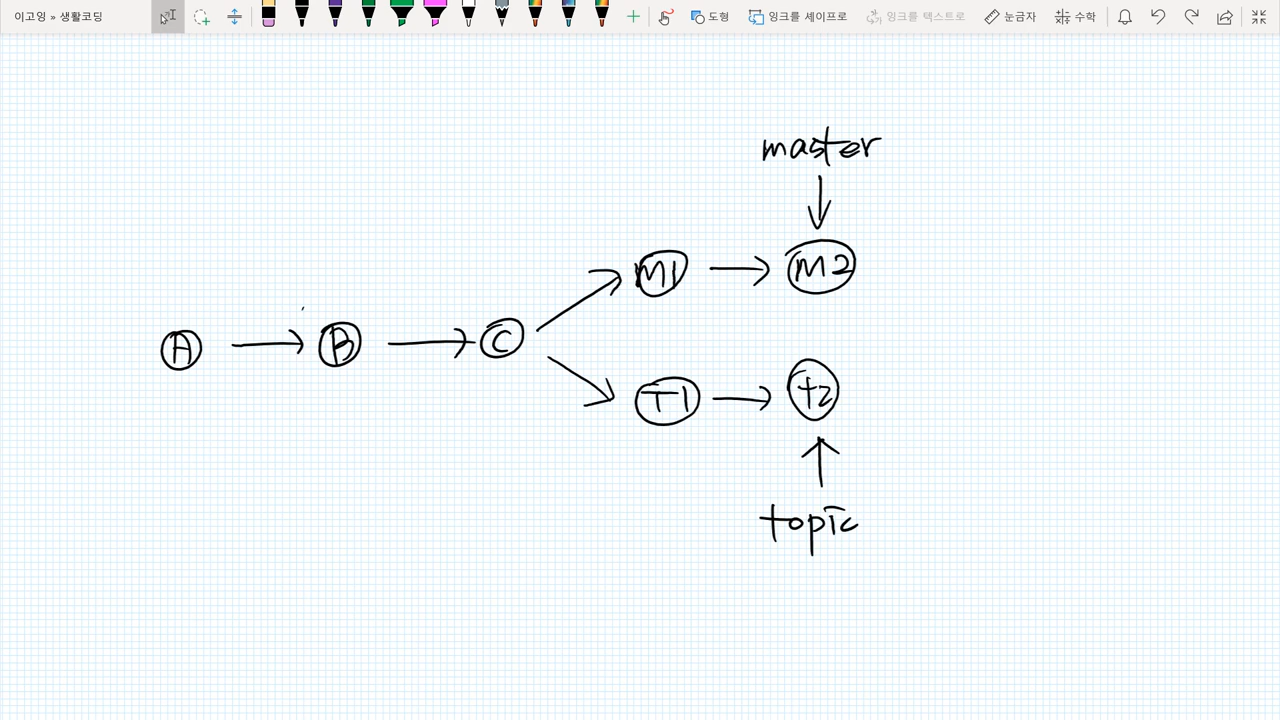 이고잉 » 생활코딩
도형
잉크를 셰이프로
잉크를 텍스트로
눈금자
수학
master
M1
M2
A
B
C
T1
t2
topic